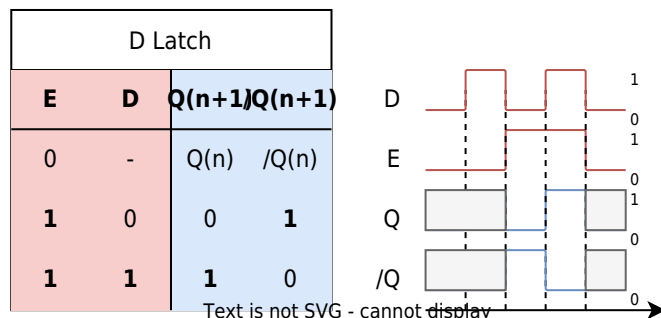 D Latch
E D Q(n+1) /Q(n+1)
0 - Q(n) /Q(n)
1 0 0 1
1 1 1 0
D 1
0
E 1
0
Q 1
0
/Q
0
Text is not SVG - cannot display